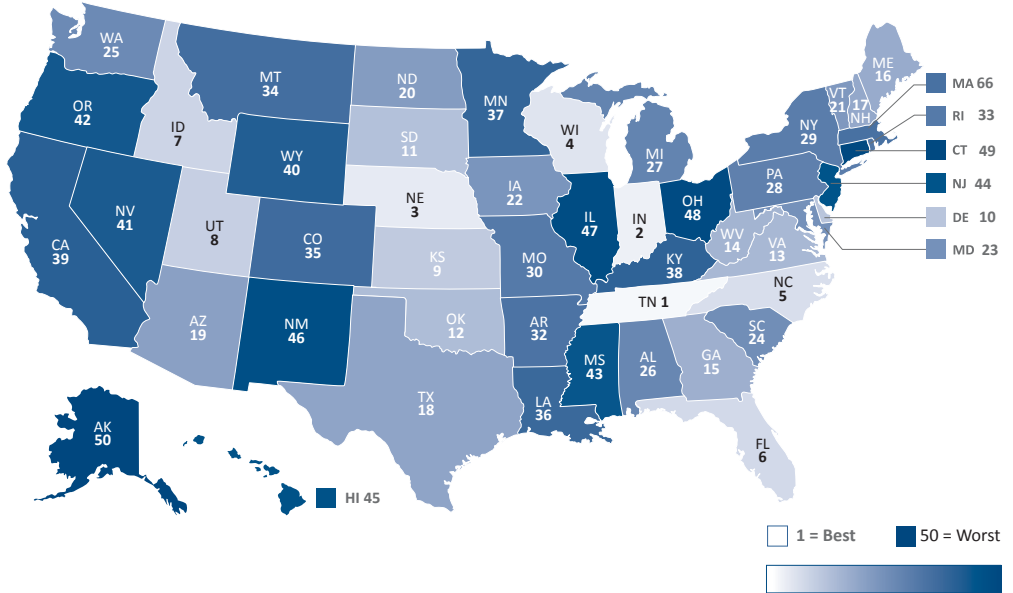 WA
25
MT
34
ND
20
MN
37
ME
16
VT
21
17
NH
MA 66
OR
42
ID
7
SD
11
WI
4
MI
27
NY
29
RI 33
WY
40
CT 49
NE
3
IA
22
PA
28
NJ 44
NV
41
UT
8
IL
47
IN
2
OH
48
DE 10
CA
39
CO
35
KS
9
MO
30
KY
38
WV
14
VA
13
MD 23
AZ
19
NM
46
OK
12
AR
32
TN 1
NC
5
SC
24
MS
43
AL
26
GA
15
TX
18
LA
36
AK
50
FL
6
HI 45
1 = Best
50 = Worst